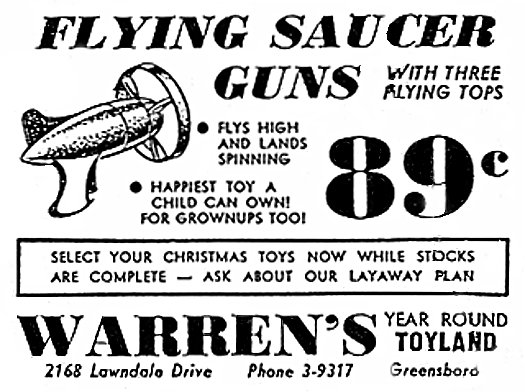 FLYING SAUCER
GUNS
WITH THREE
FLYING TOPS
• FLYS HIGH
AND LANDS
SPINNING
• HAPPIEST TOY A
CHILD CAN OWN!
FOR GROWNUPS TOO!
89c
SELECT YOUR CHRISTMAS TOYS NOW WHILE STOCKS
ARE COMPLETE — ASK ABOUT OUR LAYAWAY PLAN
WARREN'S
YEAR ROUND
TOYLAND
2168 Lawndale Drive Phone 3-9317 Greensboro